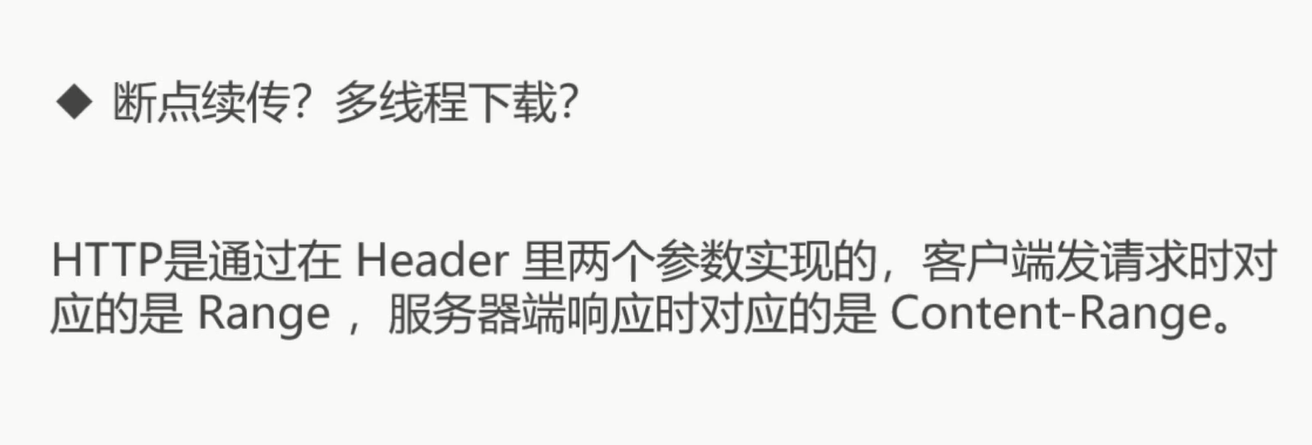 ◆ 断点续传？多线程下载？
HTTP是通过在 Header 里两个参数实现的，客户端发请求时对
应的是 Range ，服务器端响应时对应的是 Content-Range。